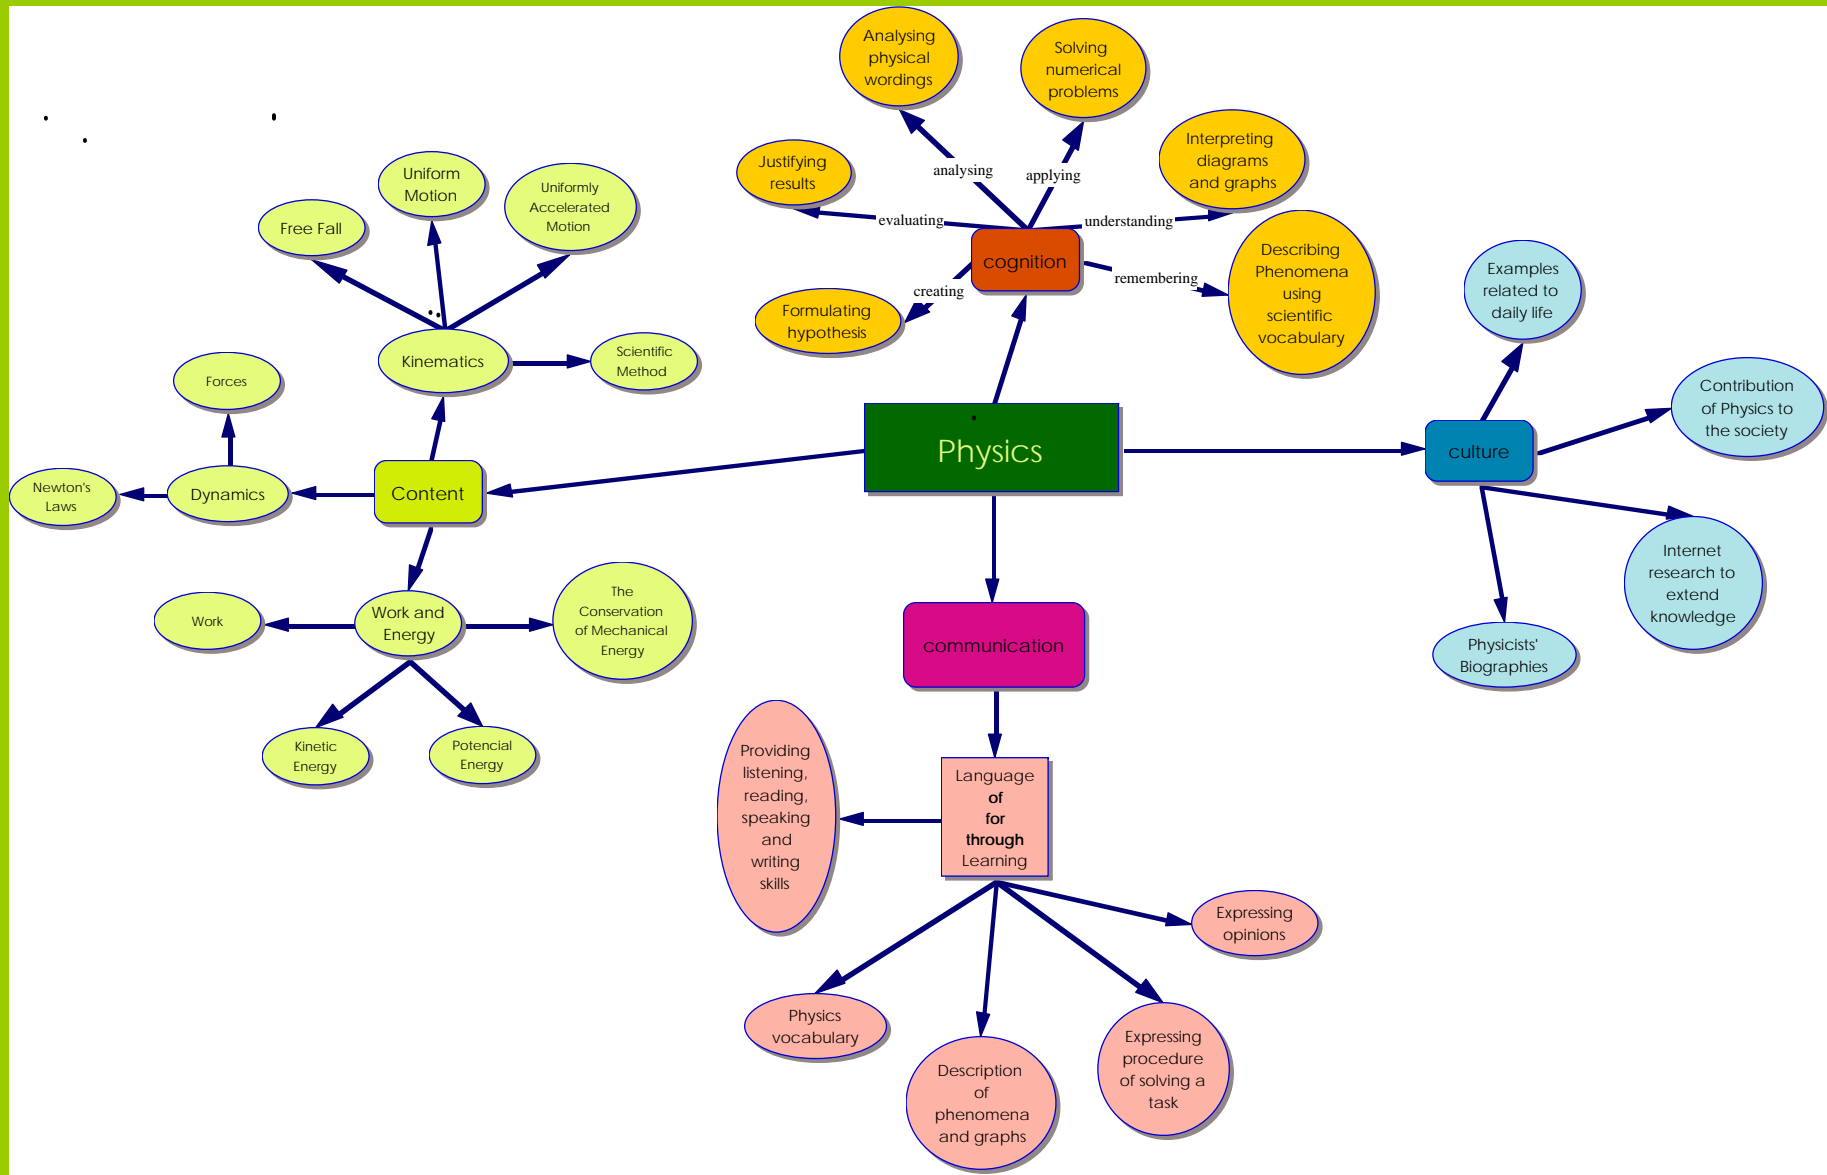 Analysing
physical
wordings
Solving
numerical
problems
Interpreting
diagrams
and graphs
Justifying
results
analysing
applying
evaluating
understanding
cognition
creating
remembering
Formulating
hypothesis
Describing
Phenomena
using
scientific
vocabulary
Uniform
Motion
Uniformly
Accelerated
Motion
Free Fall
Kinematics
Scientific
Method
Forces
Newton's
Laws
Dynamics
Content
Work
Work and
Energy
The
Conservation
of Mechanical
Energy
Kinetic
Energy
Potencial
Energy
Physics
culture
Examples
related to
daily life
Contribution
of Physics to
the society
Internet
research to
extend
knowledge
Physicists'
Biographies
communication
Language
of
for
through
Learning
Providing
listening,
reading,
speaking
and
writing
skills
Physics
vocabulary
Description
of
phenomena
and graphs
Expressing
procedure
of solving a
task
Expressing
opinions